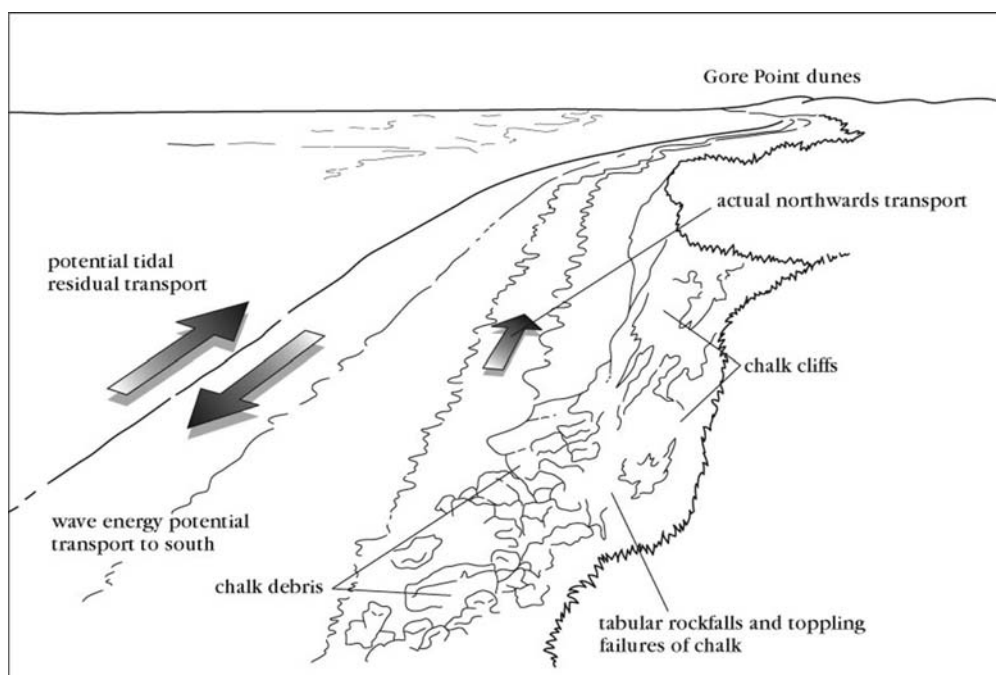 Gore Point dunes
actual northwards transport
potential tidal
residual transport
chalk cliffs
wave energy potential
transport to south
chalk debris
tabular rockfalls and toppling
failures of chalk